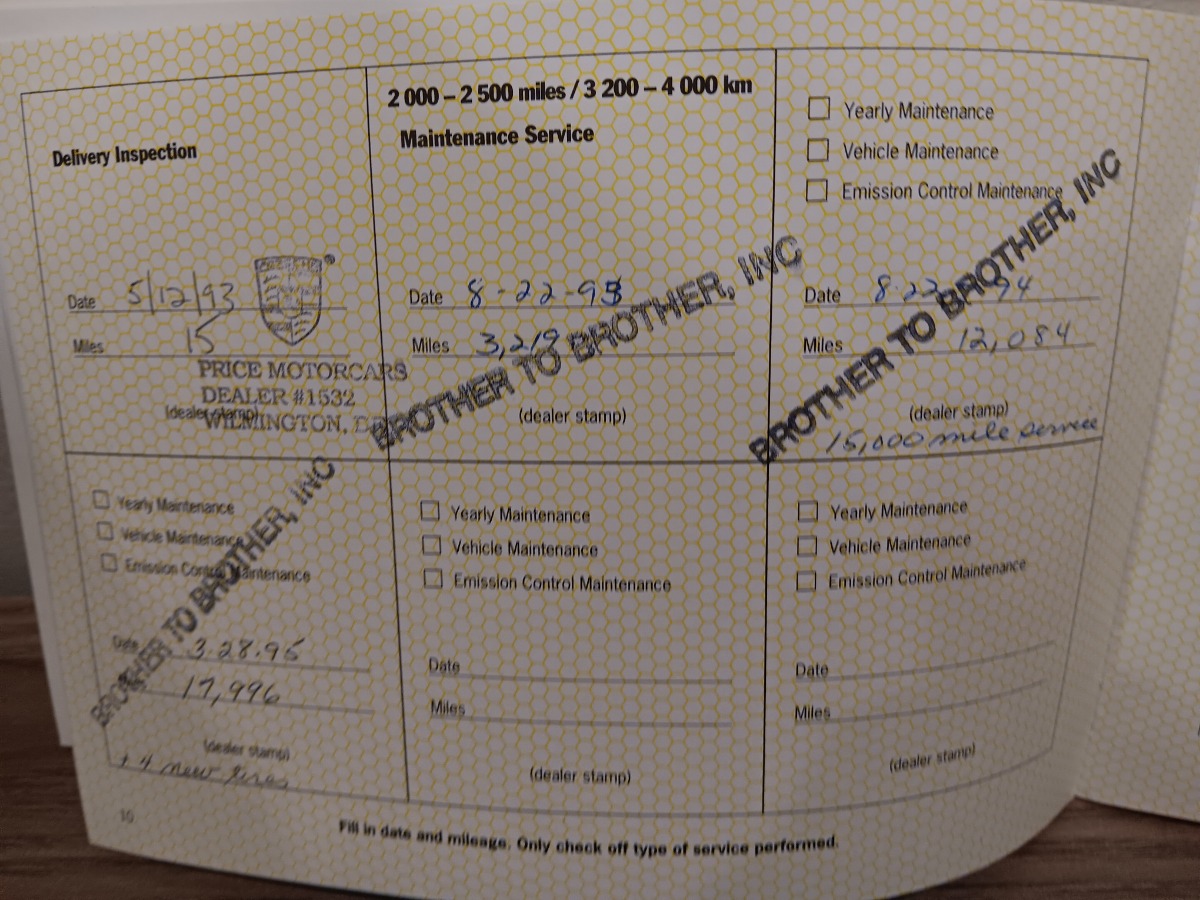 Delivery Inspection
Date 5/12/93
Miles 15
PRICE MOTORCARS
DEALER #1532
(dealer stamp)
WILMINGTON,
2 000 – 2 500 miles / 3 200 – 4 000 km
Maintenance Service
Date 8-22-93
Miles 3,219
BROTHER TO BROTHER, INC
(dealer stamp)
Yearly Maintenance
Vehicle Maintenance
Emission Control Maintenance
Date 8-22-94
Miles 12,084
BROTHER TO BROTHER, INC
(dealer stamp)
15,000 mile service
Yearly Maintenance
Vehicle Maintenance
Emission Control Maintenance
BROTHER TO BROTHER, INC
Date 3-28-95
17,996
(dealer stamp)
+ 4 new tires
Yearly Maintenance
Vehicle Maintenance
Emission Control Maintenance
Date
Miles
(dealer stamp)
Yearly Maintenance
Vehicle Maintenance
Emission Control Maintenance
Date
Miles
(dealer stamp)
10
Fill in date and mileage. Only check off type of service performed.